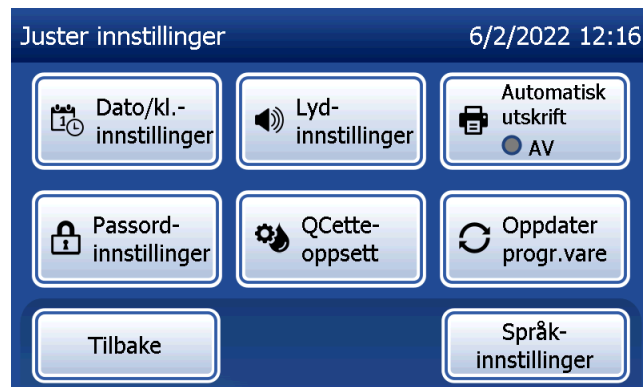 Juster innstillinger 6/2/2022 12:16
Dato/kl.-
innstillinger
Lyd-
innstillinger
Automatisk
utskrift
AV
Passord-
innstillinger
QCette-
oppsett
Oppdater
progr.vare
Tilbake
Språk-
innstillinger